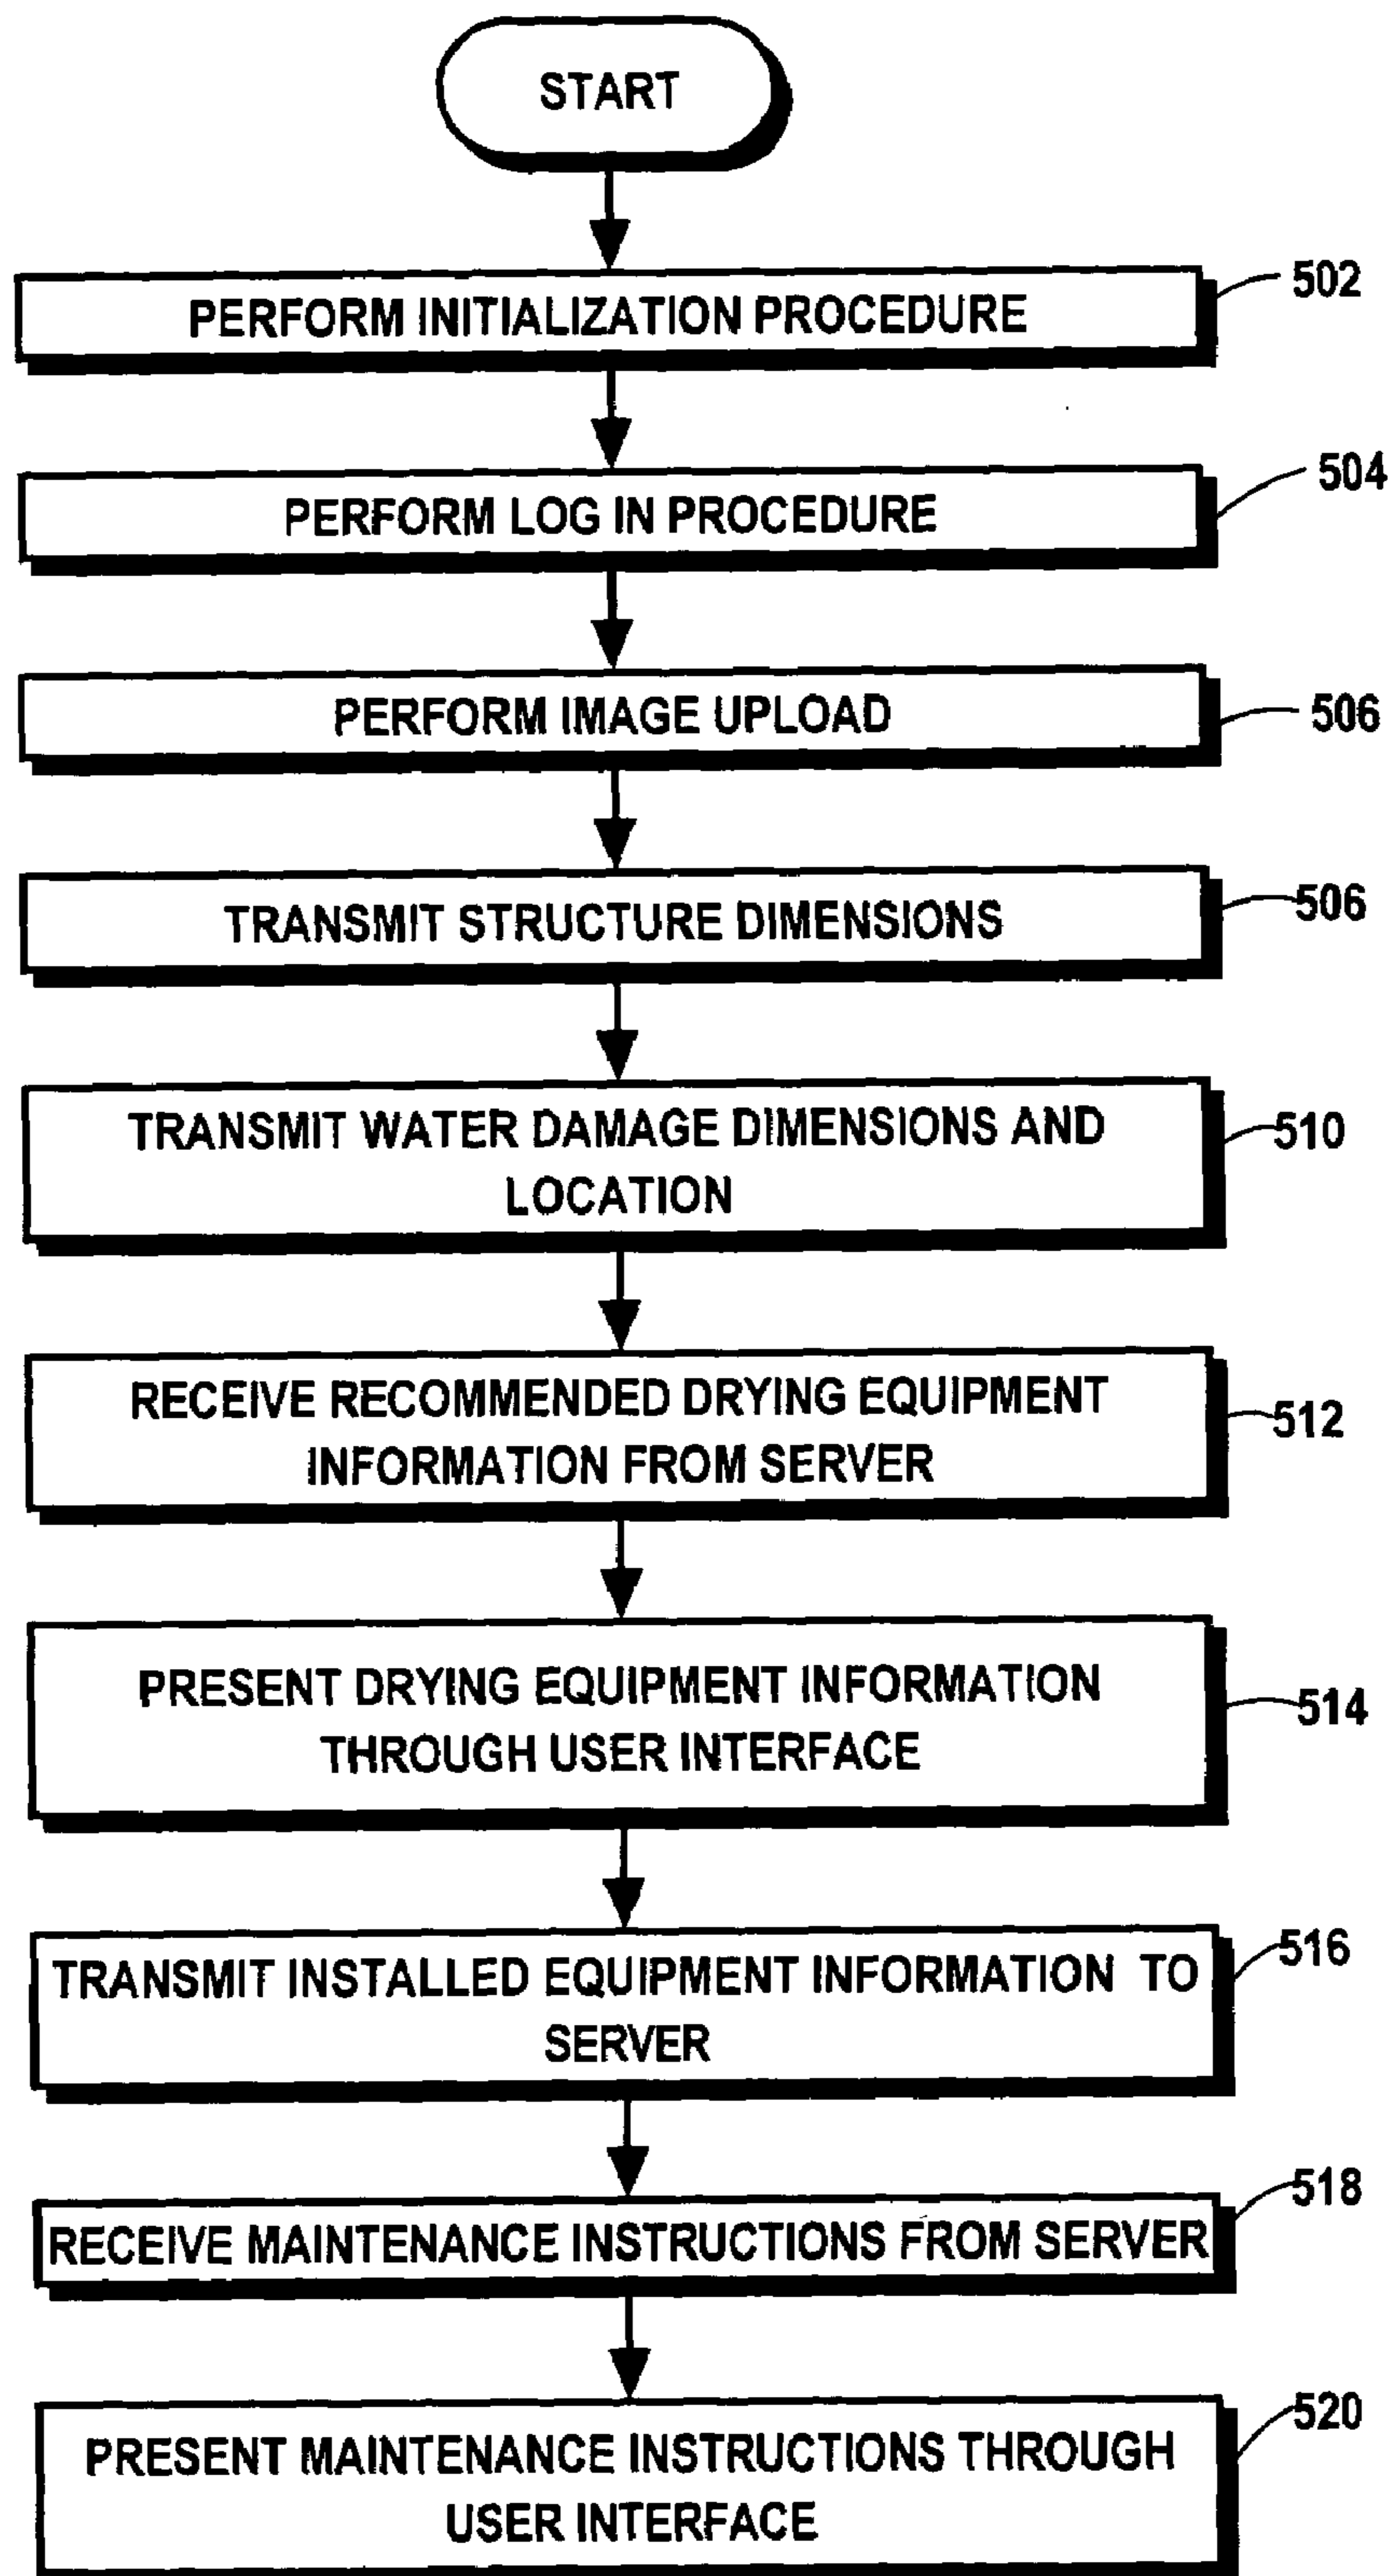 START
PERFORM INITIALIZATION PROCEDURE
502
PERFORM LOG IN PROCEDURE
504
PERFORM IMAGE UPLOAD
506
TRANSMIT STRUCTURE DIMENSIONS
506
TRANSMIT WATER DAMAGE DIMENSIONS AND
LOCATION
510
RECEIVE RECOMMENDED DRYING EQUIPMENT
INFORMATION FROM SERVER
512
PRESENT DRYING EQUIPMENT INFORMATION
THROUGH USER INTERFACE
514
TRANSMIT INSTALLED EQUIPMENT INFORMATION TO
SERVER
516
RECEIVE MAINTENANCE INSTRUCTIONS FROM SERVER
518
PRESENT MAINTENANCE INSTRUCTIONS THROUGH
USER INTERFACE
520